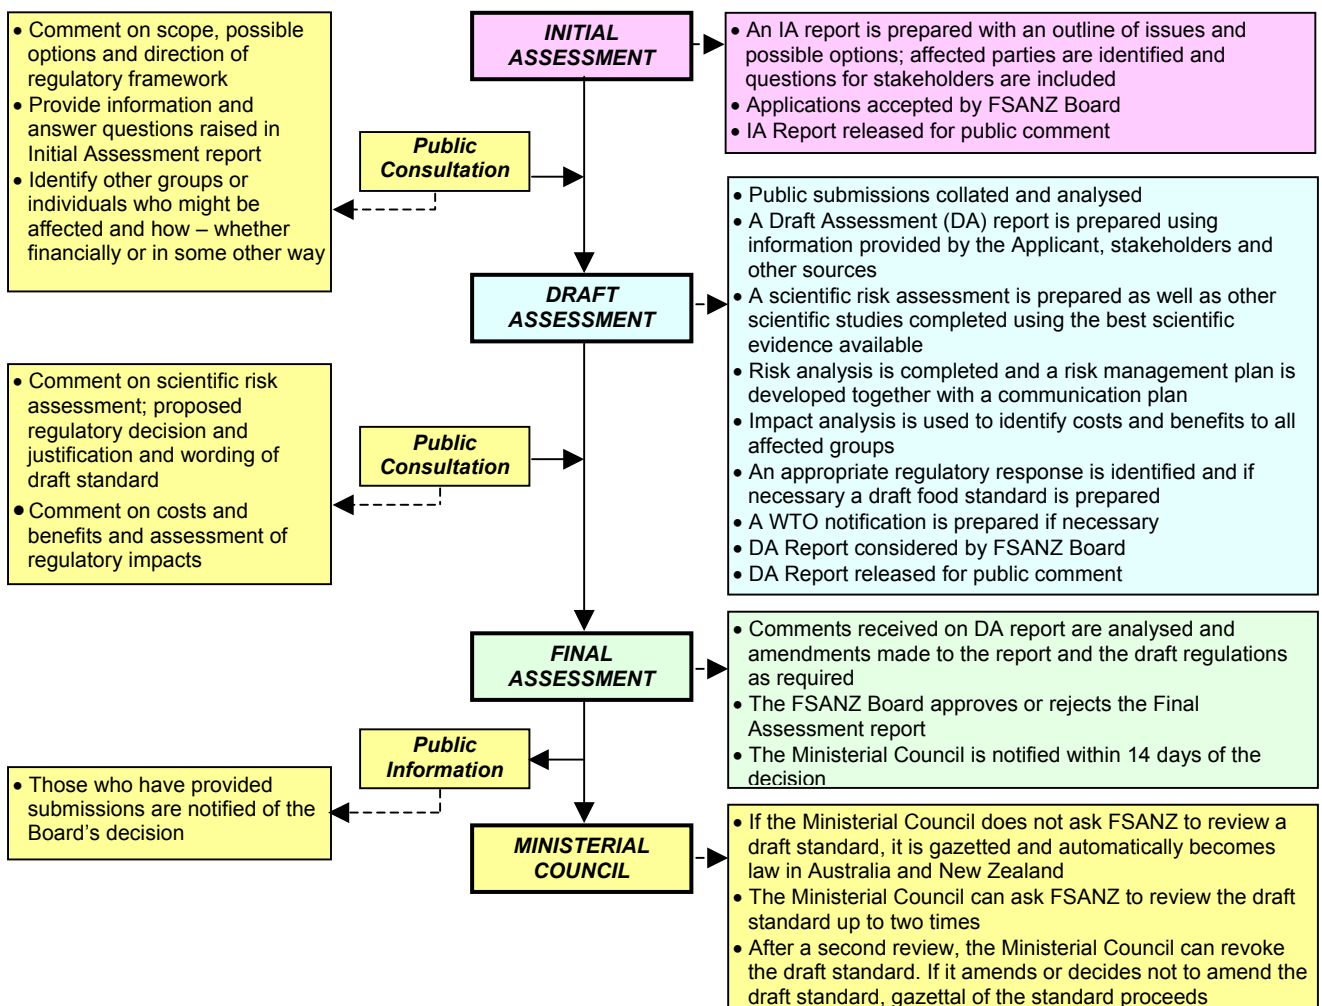 INITIAL
ASSESSMENT
• An IA report is prepared with an outline of issues and
possible options; affected parties are identified and
questions for stakeholders are included
• Applications accepted by FSANZ Board
• IA Report released for public comment
• Comment on scope, possible
options and direction of
regulatory framework
• Provide information and
answer questions raised in
Initial Assessment report
• Identify other groups or
individuals who might be
affected and how – whether
financially or in some other way
Public
Consultation
DRAFT
ASSESSMENT
• Public submissions collated and analysed
• A Draft Assessment (DA) report is prepared using
information provided by the Applicant, stakeholders and
other sources
• A scientific risk assessment is prepared as well as other
scientific studies completed using the best scientific
evidence available
• Risk analysis is completed and a risk management plan is
developed together with a communication plan
• Impact analysis is used to identify costs and benefits to all
affected groups
• An appropriate regulatory response is identified and if
necessary a draft food standard is prepared
• A WTO notification is prepared if necessary
• DA Report considered by FSANZ Board
• DA Report released for public comment
• Comment on scientific risk
assessment; proposed
regulatory decision and
justification and wording of
draft standard
• Comment on costs and
benefits and assessment of
regulatory impacts
Public
Consultation
FINAL
ASSESSMENT
• Comments received on DA report are analysed and
amendments made to the report and the draft regulations
as required
• The FSANZ Board approves or rejects the Final
Assessment report
• The Ministerial Council is notified within 14 days of the
decision
Public
Information
• Those who have provided
submissions are notified of the
Board’s decision
MINISTERIAL
COUNCIL
• If the Ministerial Council does not ask FSANZ to review a
draft standard, it is gazetted and automatically becomes
law in Australia and New Zealand
• The Ministerial Council can ask FSANZ to review the draft
standard up to two times
• After a second review, the Ministerial Council can revoke
the draft standard. If it amends or decides not to amend the
draft standard, gazettal of the standard proceeds